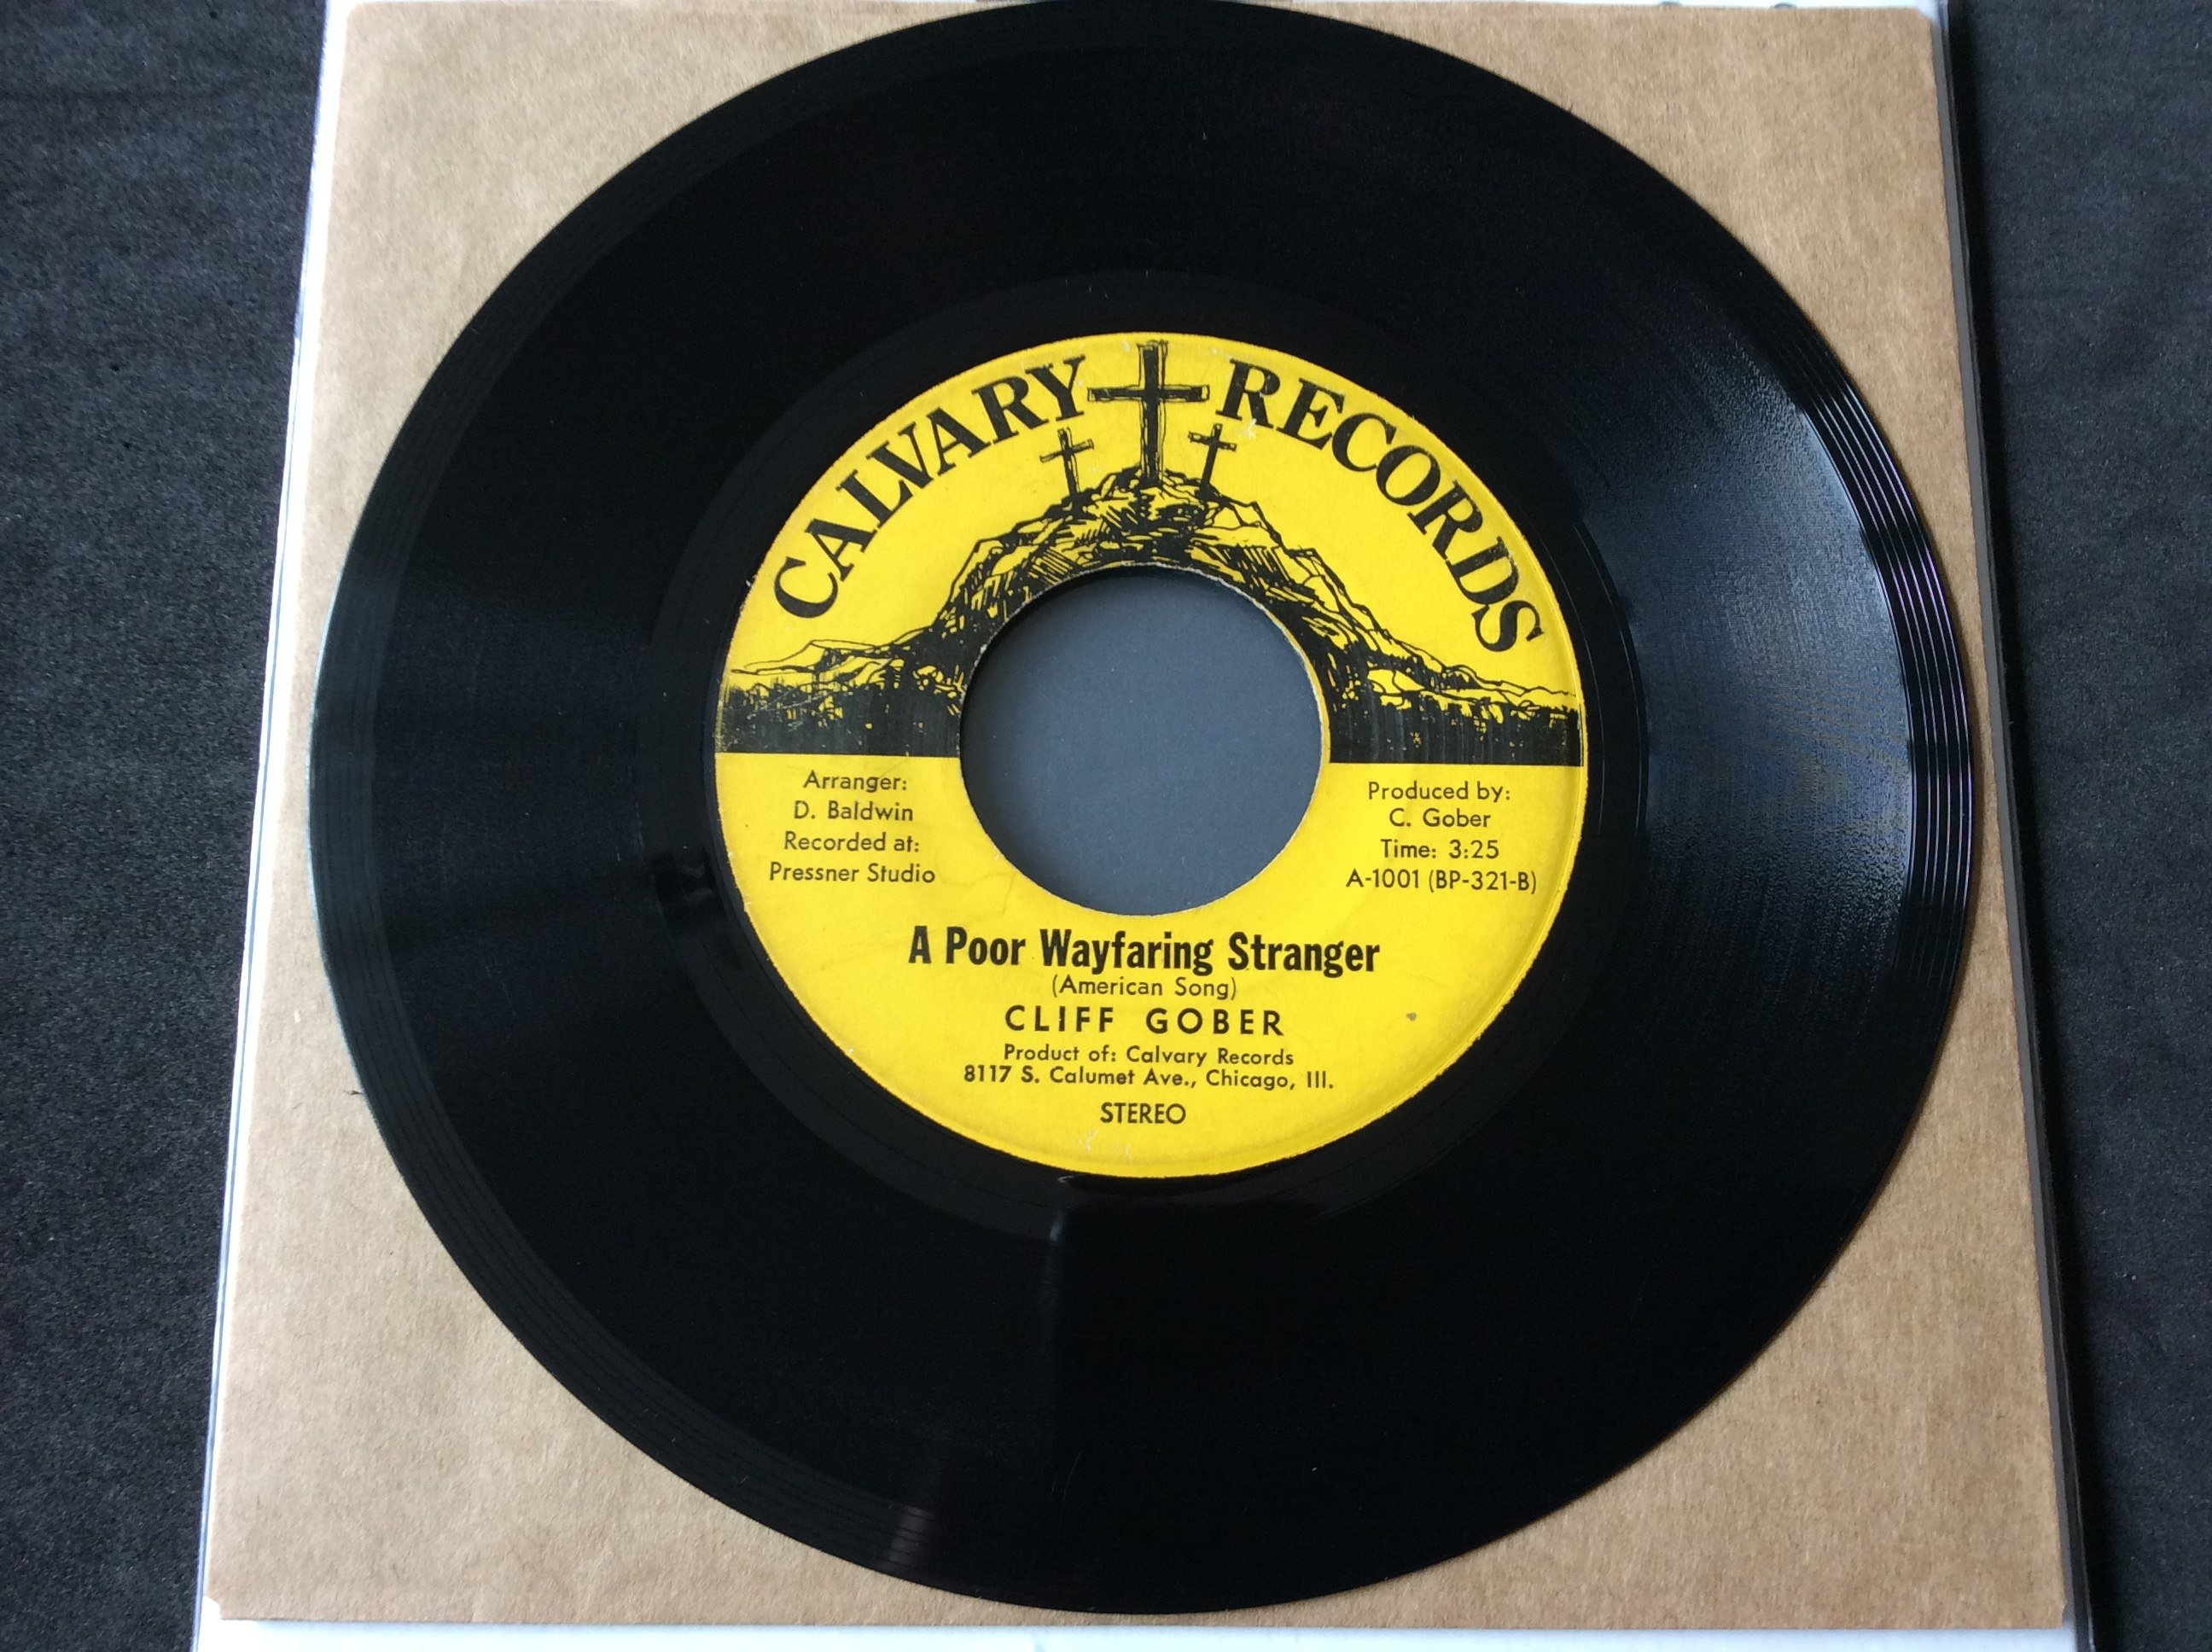 CALVARY RECORDS
Arranger:
D. Baldwin
Recorded at:
Pressner Studio
Produced by:
C. Gober
Time: 3:25
A-1001 (BP-321-B)
A Poor Wayfaring Stranger
(American Song)
CLIFF GOBER
Product of: Calvary Records
8117 S. Calumet Ave., Chicago, Ill.
STEREO